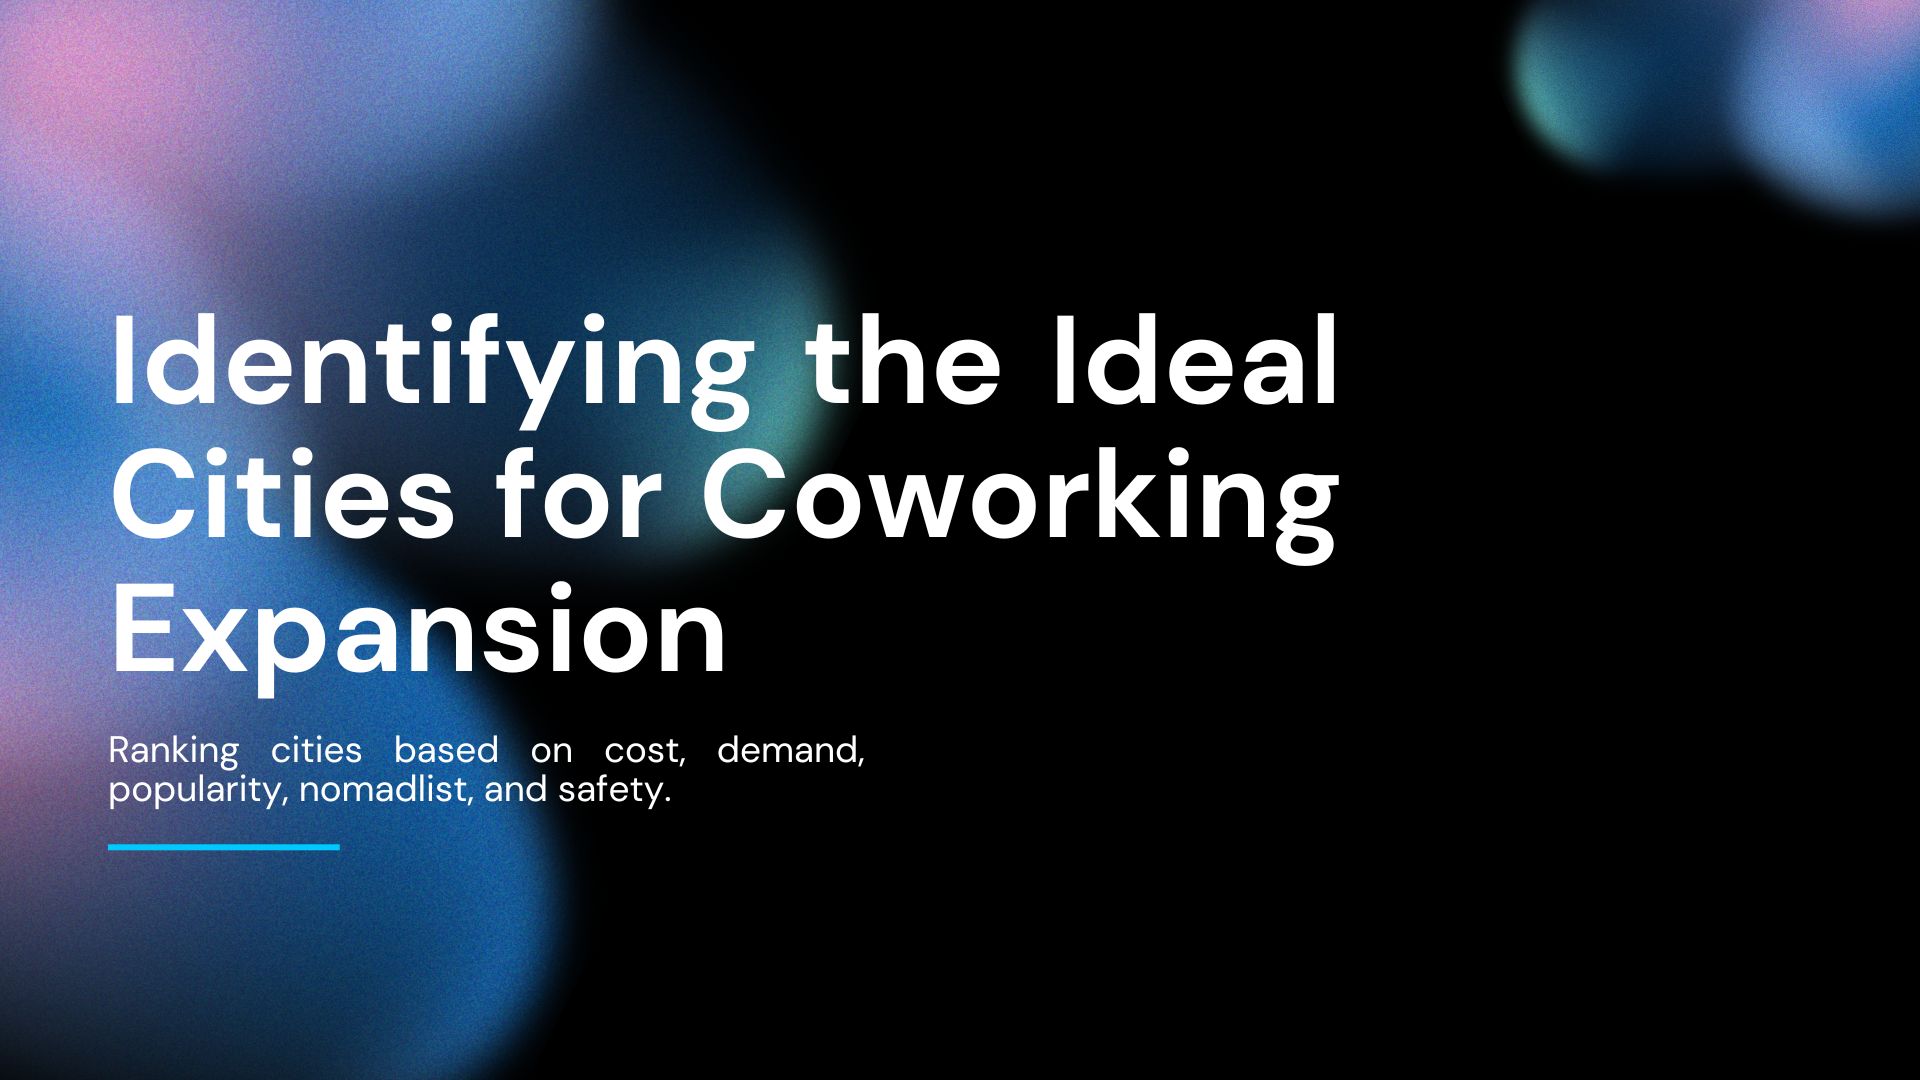 Identifying the Ideal
Cities for Coworking
Expansion
Ranking cities based on cost, demand,
popularity, nomadlist, and safety.